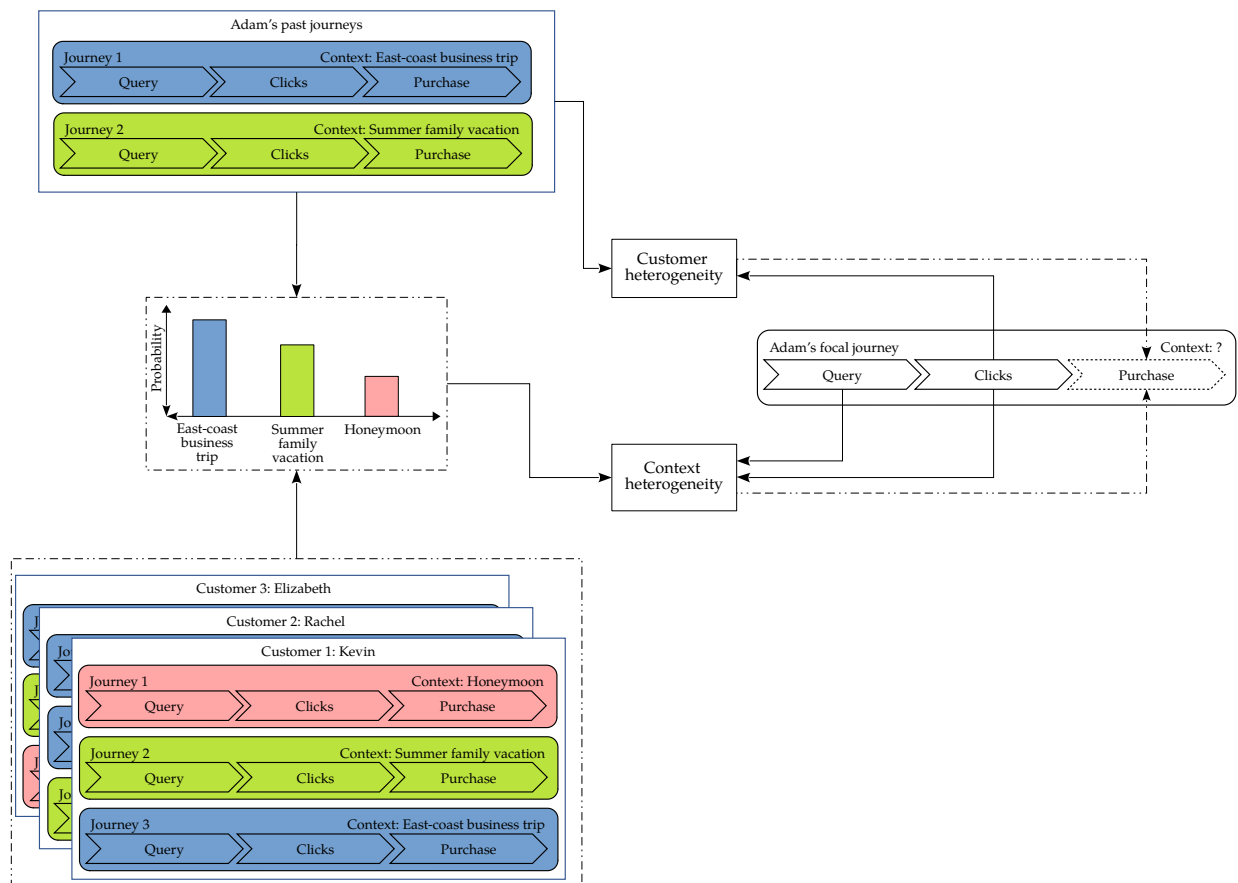 Adam's past journeys
Journey 1 Context: East-coast business trip
Query Clicks Purchase
Journey 2 Context: Summer family vacation
Query Clicks Purchase
Customer
heterogeneity
Probability
East-coast
business
trip
Summer
family
vacation
Honeymoon
Adam's focal journey Context: ?
Query Clicks Purchase
Context
heterogeneity
Customer 3: Elizabeth
J
J
J
Customer 2: Rachel
Jo
Jo
Jo
Customer 1: Kevin
Journey 1 Context: Honeymoon
Query Clicks Purchase
Journey 2 Context: Summer family vacation
Query Clicks Purchase
Journey 3 Context: East-coast business trip
Query Clicks Purchase